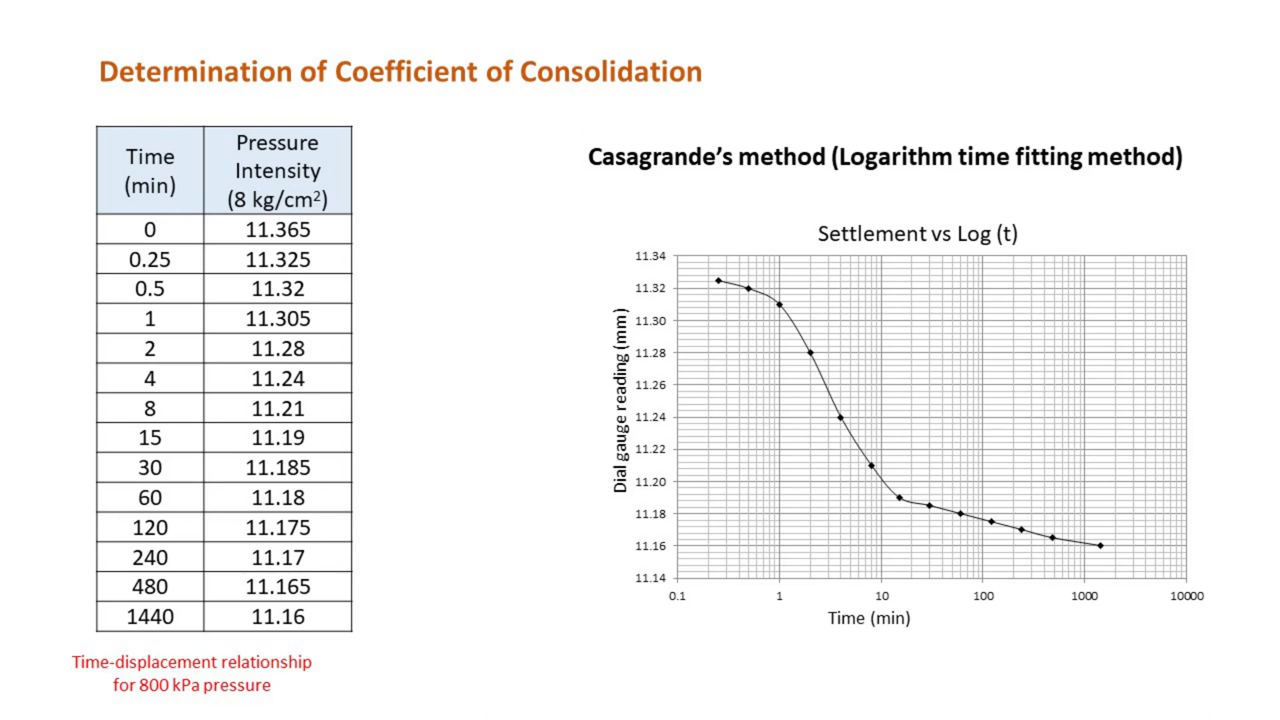 Determination of Coefficient of Consolidation
Time
(min)
Pressure
Intensity
(8 kg/cm²)
0 11.365
0.25 11.325
0.5 11.32
1 11.305
2 11.28
4 11.24
8 11.21
15 11.19
30 11.185
60 11.18
120 11.175
240 11.17
480 11.165
1440 11.16
Time-displacement relationship
for 800 kPa pressure
Casagrande’s method (Logarithm time fitting method)
Settlement vs Log (t)
Dial gauge reading (mm)
11.34
11.32
11.30
11.28
11.26
11.24
11.22
11.20
11.18
11.16
11.14
0.1 1 10 100 1000 10000
Time (min)